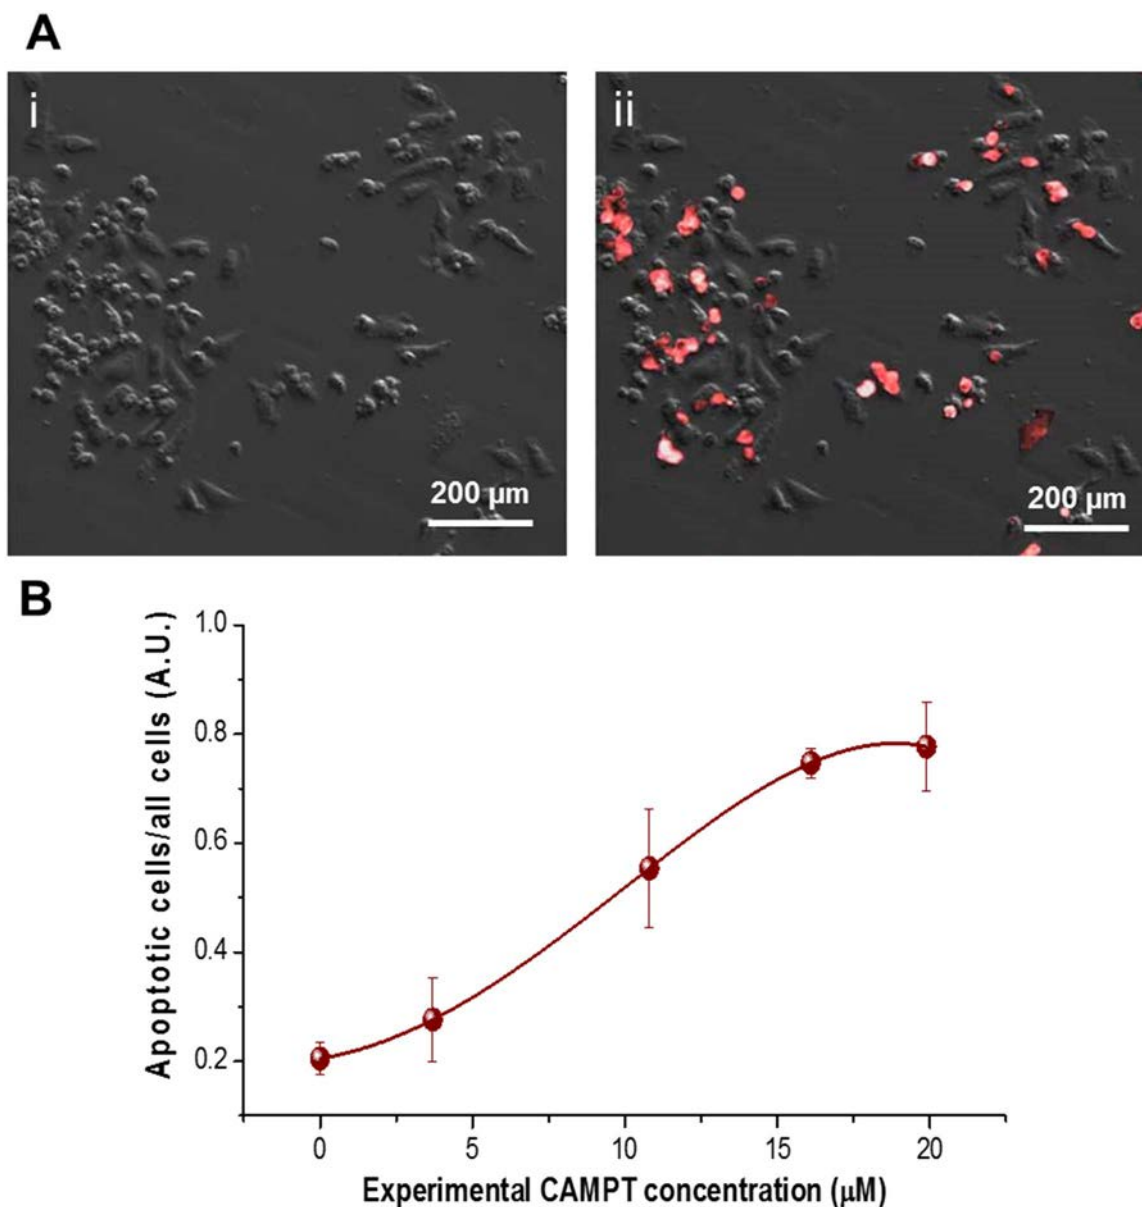 A
i
ii
200 µm
200 µm
B
Apoptotic cells/all cells (A.U.)
1.0
0.8
0.6
0.4
0.2
0 5 10 15 20
Experimental CAMPT concentration (µM)